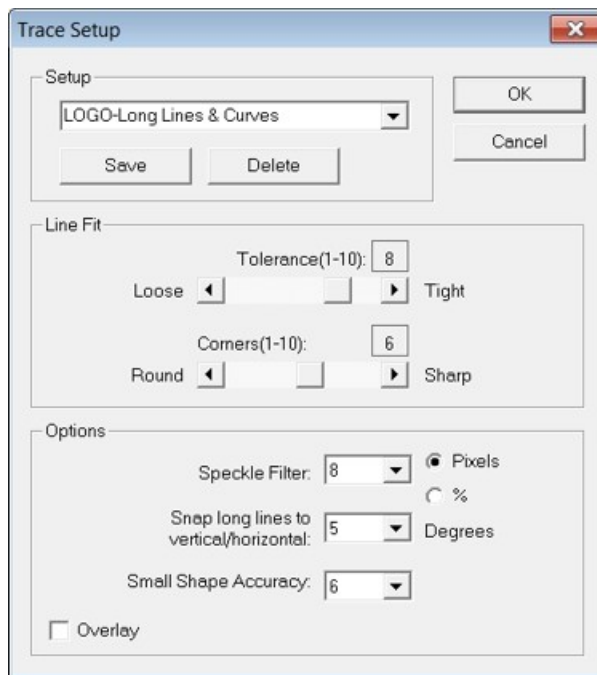 Trace Setup
Setup
LOGO-Long Lines & Curves
OK
Save Delete
Cancel
Line Fit
Tolerance(1-10): 8
Loose Tight
Corners(1-10): 6
Round Sharp
Options
Speckle Filter: 8 Pixels
%
Snap long lines to
vertical/horizontal: 5 Degrees
Small Shape Accuracy: 6
Overlay